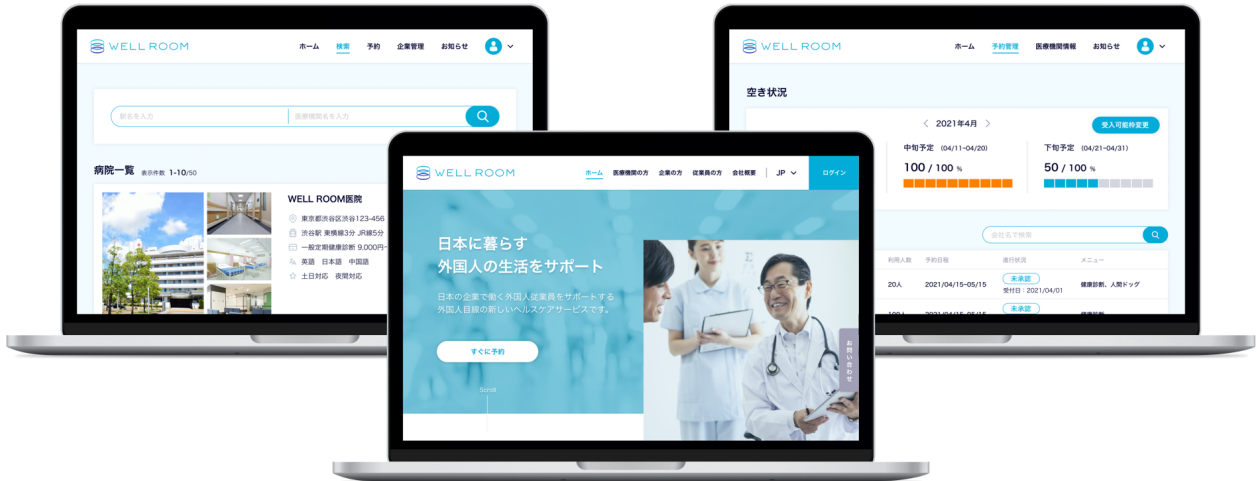 WELL ROOM
ホーム 検索 予約 企業管理 お知らせ
駅名を入力 医療機関名を入力
病院一覧 表示件数 1-10/50
WELL ROOM医院
東京都渋谷区渋谷123-456
渋谷駅 東横線3分 JR線5分
一般定期健康診断 9,000円~
英語 日本語 中国語
土日対応 夜間対応
WELL ROOM
ホーム 医療機関の方 企業の方 従業員の方 会社概要 JP ログイン
日本に暮らす
外国人の生活をサポート
日本の企業で働く外国人従業員をサポートする
外国人目線の新しいヘルスケアサービスです。
すぐに予約
Scroll
お問い合わせ
WELL ROOM
ホーム 予約管理 医療機関情報 お知らせ
空き状況
2021年4月
受入可能枠変更
中旬予定 (04/11-04/20) 下旬予定 (04/21-04/31)
100 / 100 % 50 / 100 %
会社名で検索
利用人数 予約日程 進行状況 メニュー
20人 2021/04/15-05/15 未承認 健康診断、人間ドッグ
受付日：2021/04/01
100人 2021/04/15-05/15 未承認 健康診断